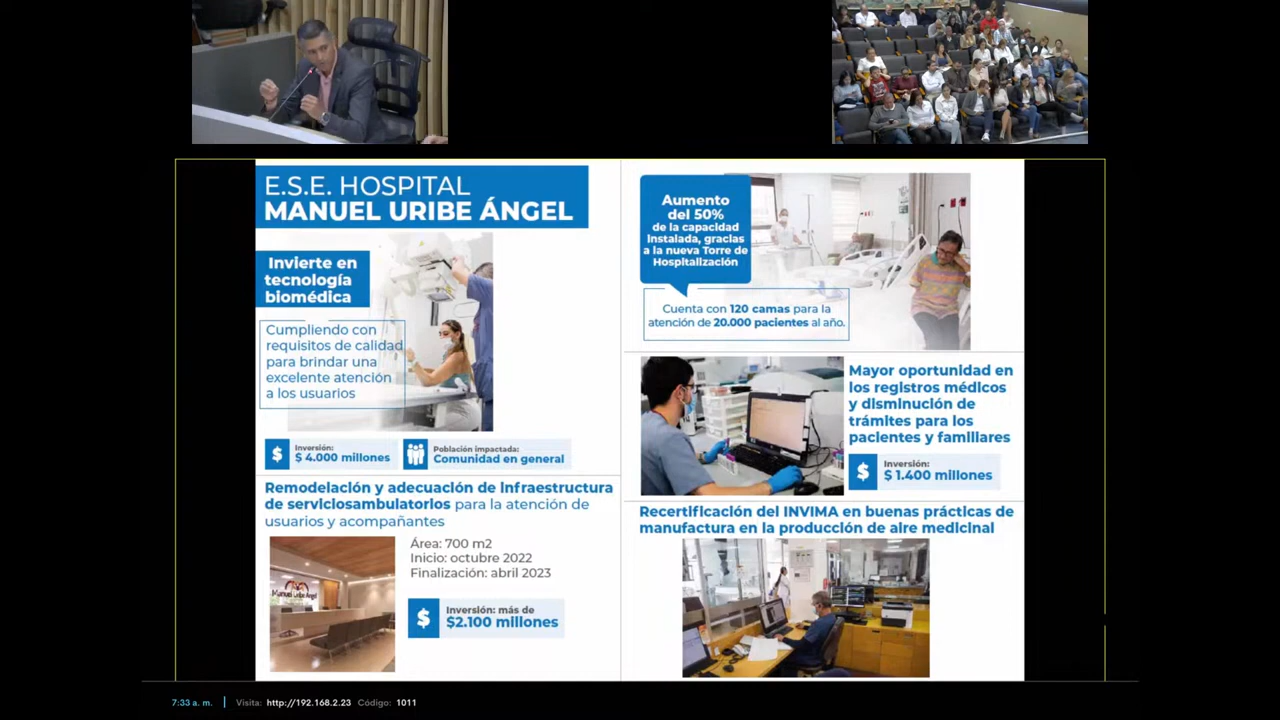 E.S.E. HOSPITAL
MANUEL URIBE ÁNGEL
Invierte en
tecnología
biomédica
Cumpliendo con
requisitos de calidad
para brindar una
excelente atención
a los usuarios
$
Inversión:
$ 4.000 millones
Población impactada:
Comunidad en general
Remodelación y adecuación de infraestructura
de serviciosambulatorios para la atención de
usuarios y acompañantes
Manuel Uribe Ángel
Área: 700 m2
Inicio: octubre 2022
Finalización: abril 2023
$
Inversión: más de
$2.100 millones
Aumento
del 50%
de la capacidad
instalada, gracias
a la nueva Torre de
Hospitalización
Cuenta con 120 camas para la
atención de 20.000 pacientes al año.
Mayor oportunidad en
los registros médicos
y disminución de
trámites para los
pacientes y familiares
$
Inversión:
$ 1.400 millones
Recertificación del INVIMA en buenas prácticas de
manufactura en la producción de aire medicinal
7:33 a. m. | Visita: http://192.168.2.23 Código: 1011